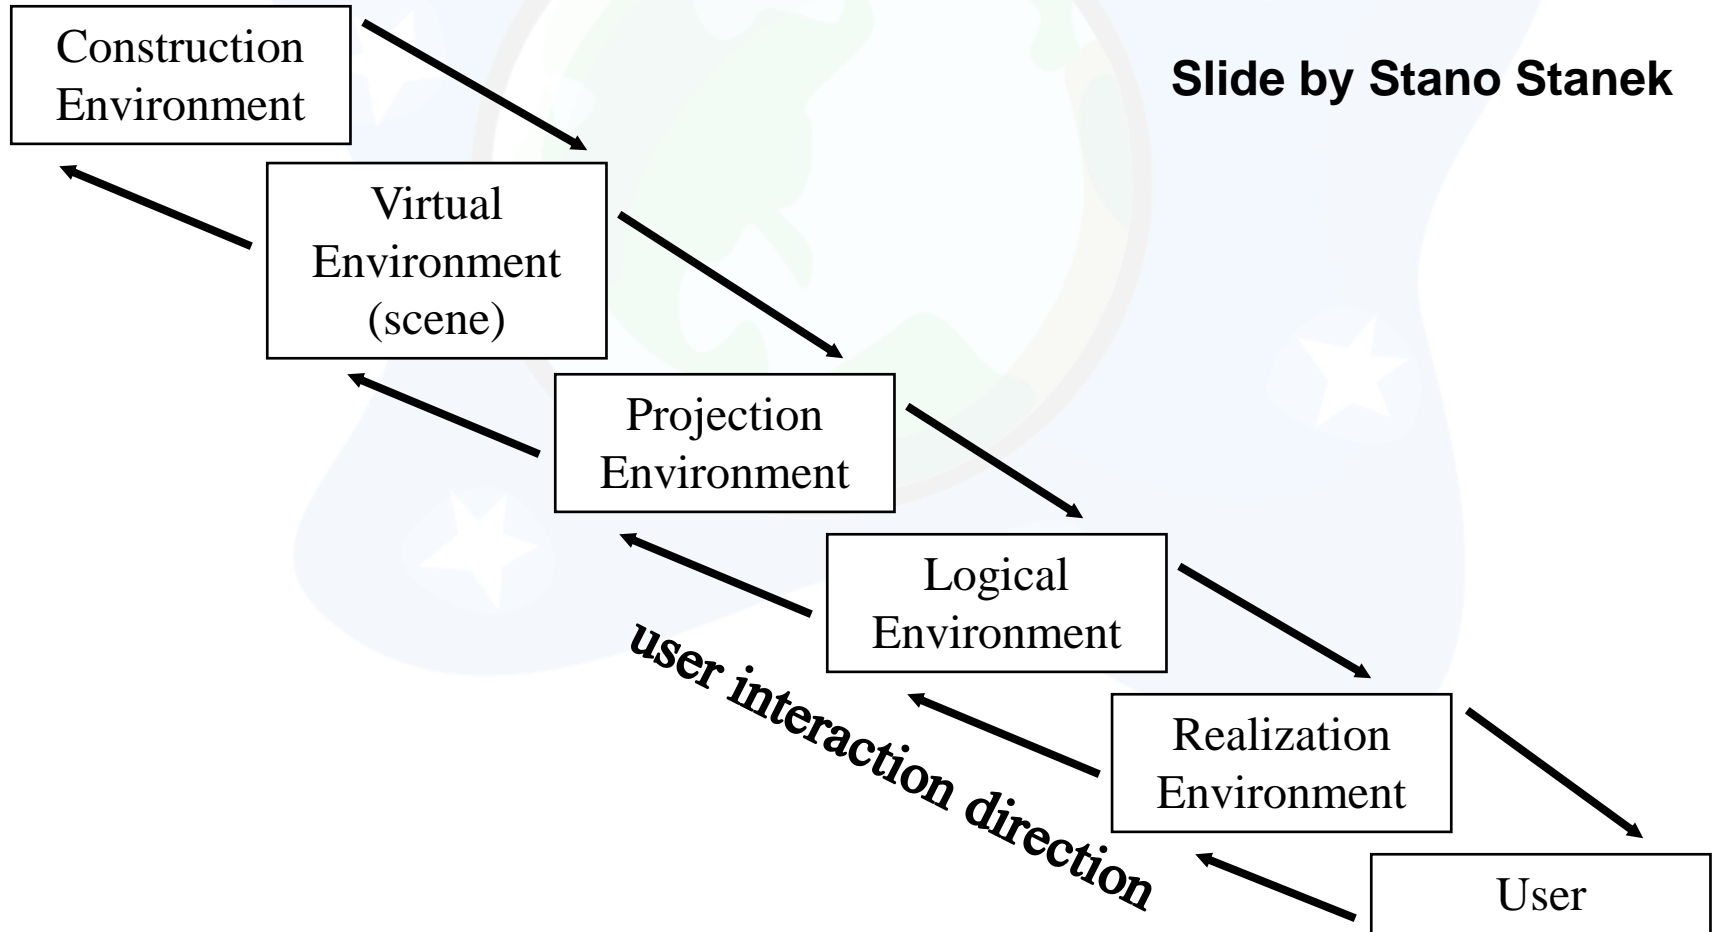 Construction
Environment
Slide by Stano Stanek
Virtual
Environment
(scene)
Projection
Environment
Logical
Environment
user interaction direction
Realization
Environment
User